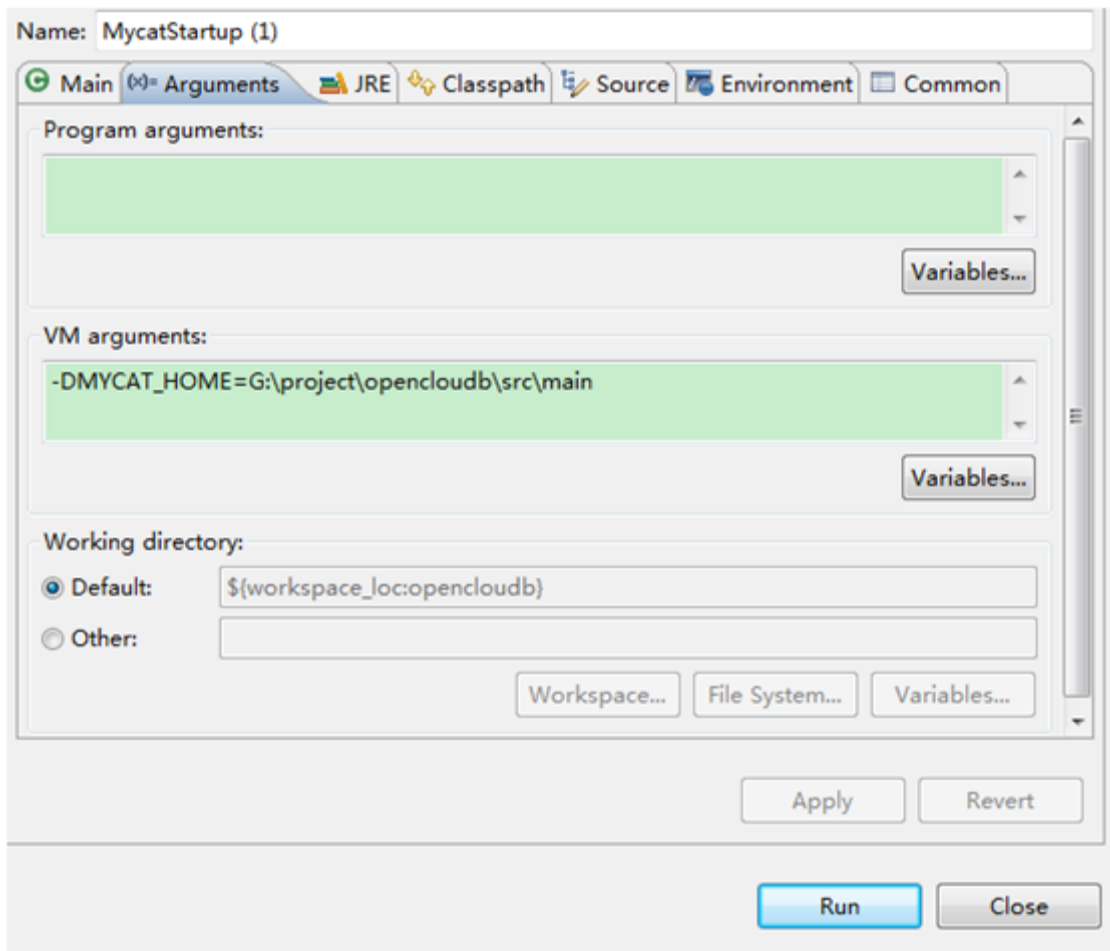 Name: MycatStartup (1)
Main (x)= Arguments JRE Classpath Source Environment Common
Program arguments:
Variables...
VM arguments:
-DMYCAT_HOME=G:\project\opencloudb\src\main
Variables...
Working directory:
Default: ${workspace_loc:opencloudb}
Other:
Workspace... File System... Variables...
Apply Revert
Run Close